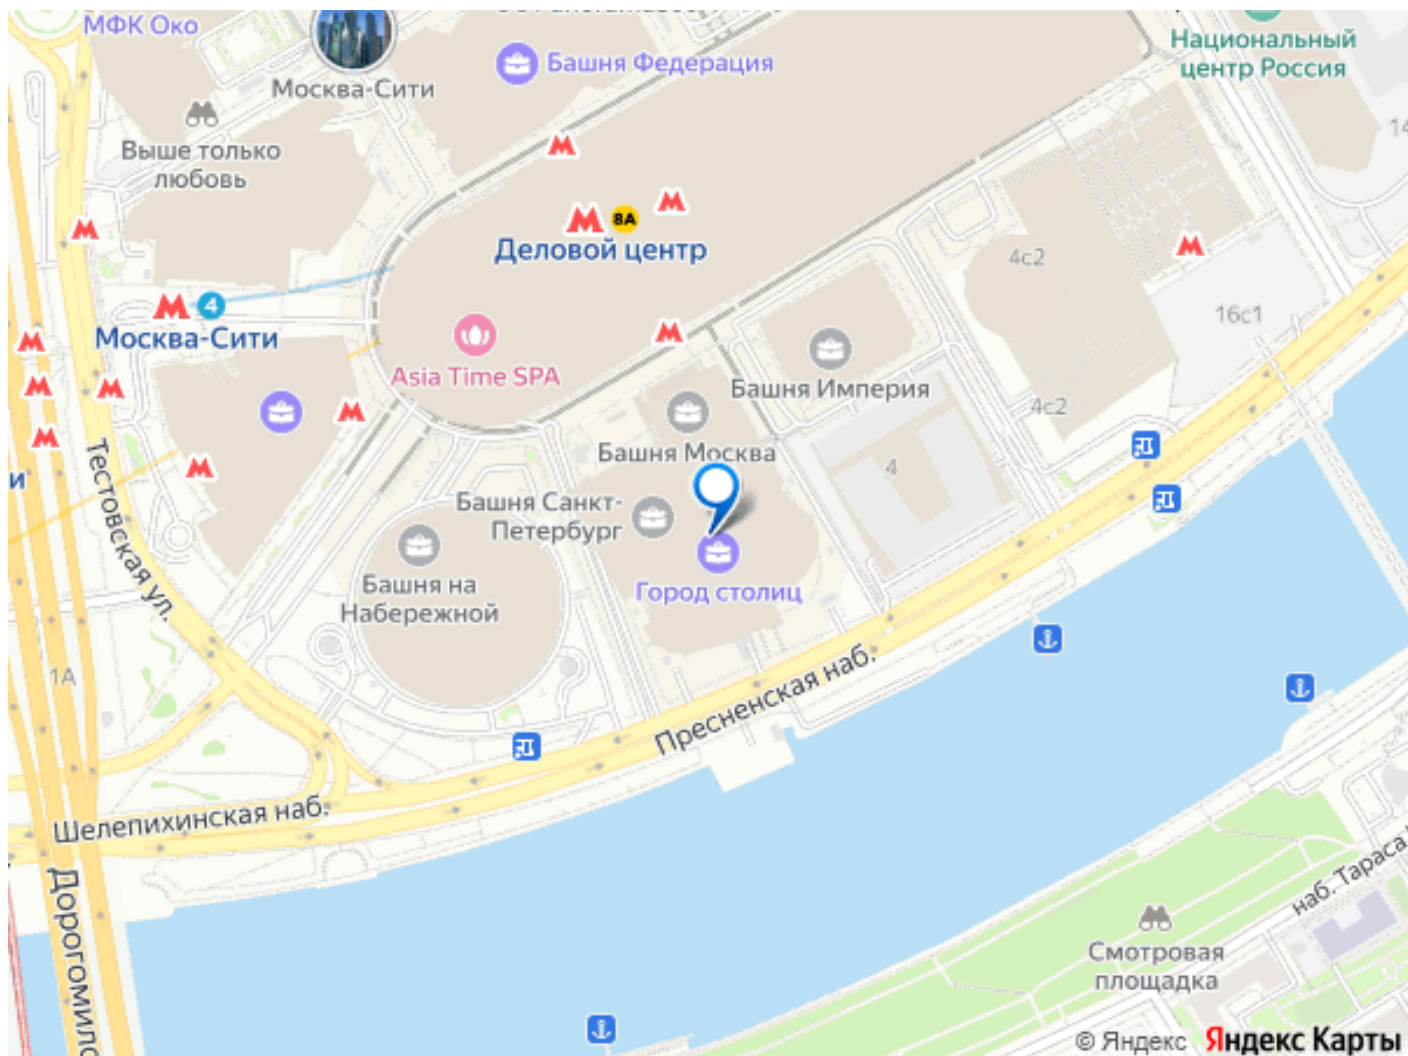 МФК Око
Москва-Сити
Башня Федерация
Национальный
центр Россия
Выше только
любовь
14
8А
Деловой центр
4с2
4
Москва-Сити
16с1
Asia Time SPA
Башня Империя
4с2
Башня Москва
4
и
Тестовская ул.
Башня Санкт-
Петербург
Башня на
Набережной
Город столиц
1А
Пресненская наб.
Шелепихинская наб.
Дорогомило
наб. Тараса
Смотровая
площадка
© Яндекс Яндекс Карты